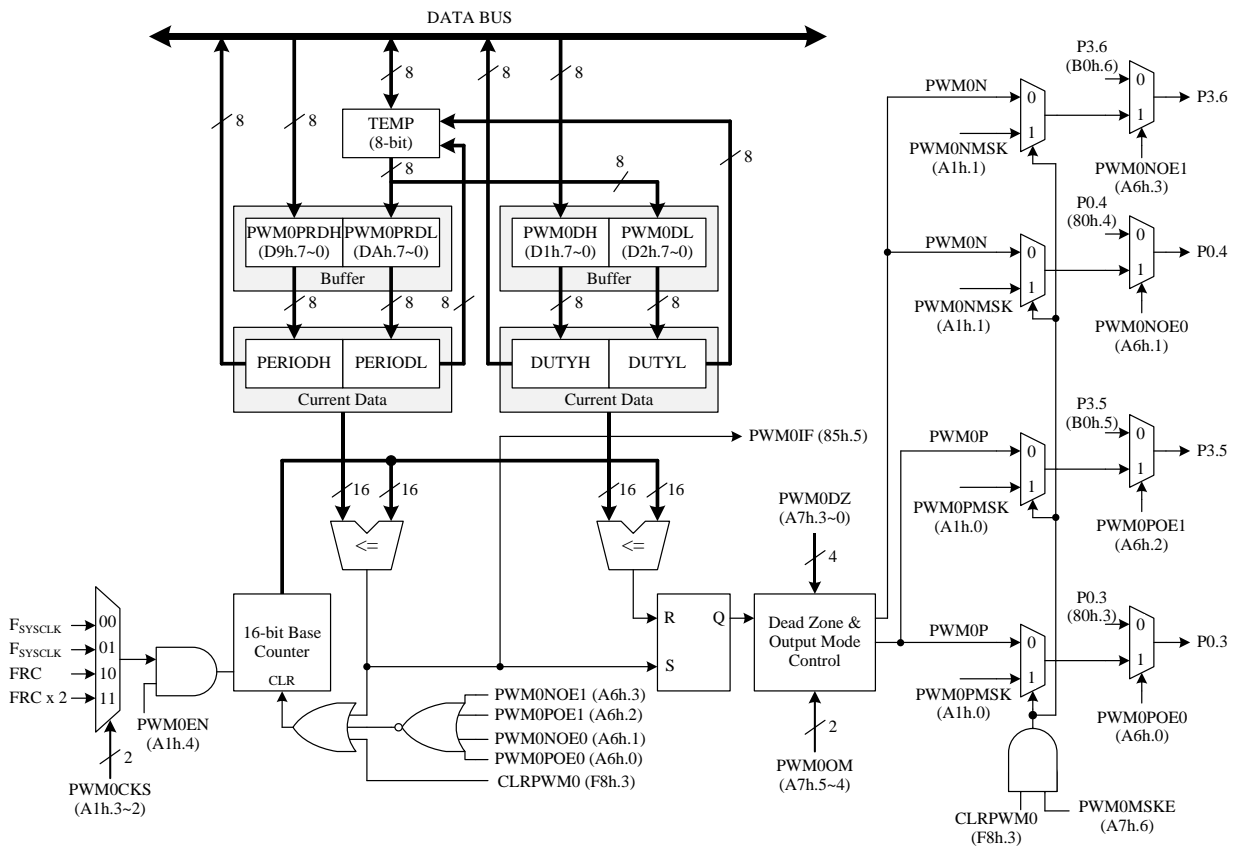 DATA BUS
8
8
8
8
8
TEMP
(8-bit)
8
8
8
PWM0PRDH
(D9h.7~0)
PWM0PRDL
(DAh.7~0)
Buffer
PWM0DH
(D1h.7~0)
PWM0DL
(D2h.7~0)
Buffer
8
8
8
8
8
PERIODH
PERIODL
Current Data
DUTYH
DUTYL
Current Data
PWM0IF (85h.5)
16
16
16
16
<=
<=
F_SYSCLK
F_SYSCLK
FRC
FRC x 2
00
01
10
11
2
PWM0CKS
(A1h.3~2)
PWM0EN
(A1h.4)
16-bit Base
Counter
CLR
PWM0NOE1 (A6h.3)
PWM0POE1 (A6h.2)
PWM0NOE0 (A6h.1)
PWM0POE0 (A6h.0)
CLRPWM0 (F8h.3)
R
S
Q
PWM0DZ
(A7h.3~0)
4
Dead Zone &
Output Mode
Control
2
PWM0OM
(A7h.5~4)
PWM0N
0
1
PWM0NMSK
(A1h.1)
P3.6
(B0h.6)
0
1
P3.6
PWM0NOE1
(A6h.3)
PWM0N
0
1
PWM0NMSK
(A1h.1)
P0.4
(80h.4)
0
1
P0.4
PWM0NOE0
(A6h.1)
PWM0P
0
1
PWM0PMSK
(A1h.0)
P3.5
(B0h.5)
0
1
P3.5
PWM0POE1
(A6h.2)
PWM0P
0
1
PWM0PMSK
(A1h.0)
P0.3
(80h.3)
0
1
P0.3
PWM0POE0
(A6h.0)
CLRPWM0
(F8h.3)
PWM0MSKE
(A7h.6)